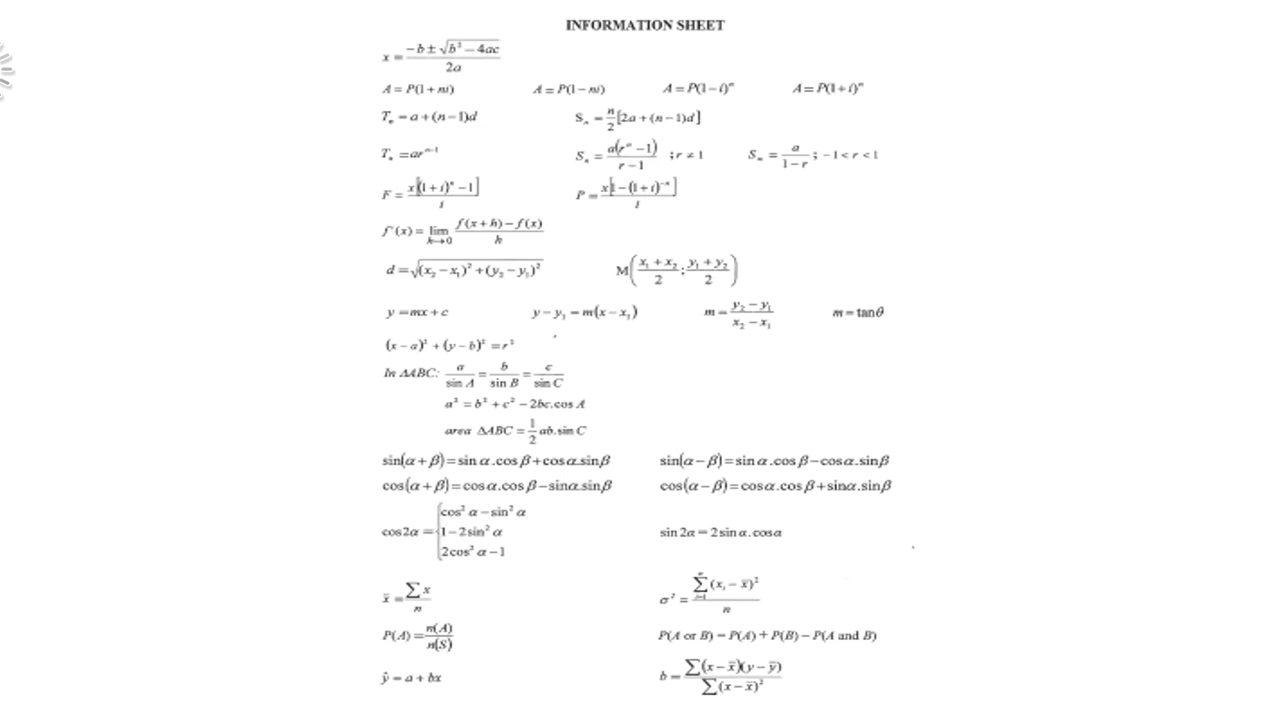 INFORMATION SHEET
x = (-b ± √(b² - 4ac)) / 2a
A = P(1 + ni) A = P(1 - ni) A = P(1 - i)ⁿ A = P(1 + i)ⁿ
Tₙ = a + (n - 1)d Sₙ = n/2 [2a + (n - 1)d]
Tₙ = arⁿ⁻¹ Sₙ = a(rⁿ - 1) / (r - 1) ; r ≠ 1 S∞ = a / (1 - r) ; -1 < r < 1
F = x[(1 + i)ⁿ - 1] / i P = x[1 - (1 + i)⁻ⁿ] / i
f'(x) = lim h→0 (f(x + h) - f(x)) / h
d = √((x₂ - x₁)² + (y₂ - y₁)²) M((x₁ + x₂)/2 ; (y₁ + y₂)/2)
y = mx + c y - y₁ = m(x - x₁) m = (y₂ - y₁) / (x₂ - x₁) m = tanθ
(x - a)² + (y - b)² = r²
In ΔABC: a / sin A = b / sin B = c / sin C
a² = b² + c² - 2bc.cos A
area ΔABC = 1/2 ab.sin C
sin(α + β) = sin α.cos β + cos α.sin β sin(α - β) = sin α.cos β - cos α.sin β
cos(α + β) = cos α.cos β - sin α.sin β cos(α - β) = cos α.cos β + sin α.sin β
cos 2α = { cos² α - sin² α
1 - 2sin² α sin 2α = 2sin α.cos α
2cos² α - 1
x̄ = ∑x / n σ² = ∑ i=1 n (xᵢ - x̄)² / n
P(A) = n(A) / n(S) P(A or B) = P(A) + P(B) - P(A and B)
ŷ = a + bx b = ∑(x - x̄)(y - ȳ) / ∑(x - x̄)²